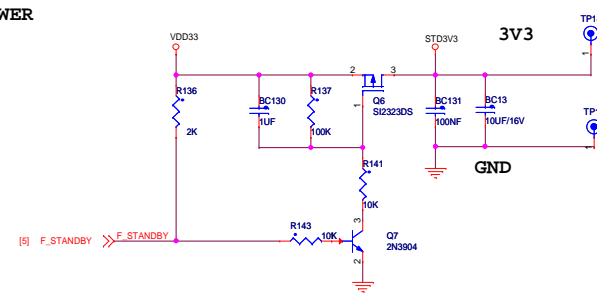 WER
TP1
VDD33
STD3V3
3V3
1
2
3
R136
2K
BC130
1UF
R137
100K
1
Q6
SI2323DS
BC131
100NF
BC13
10UF/16V
TP1
1
GND
R141
10K
[5] F_STANDBY
F_STANDBY
R143
10K
3
Q7
2N3904
2